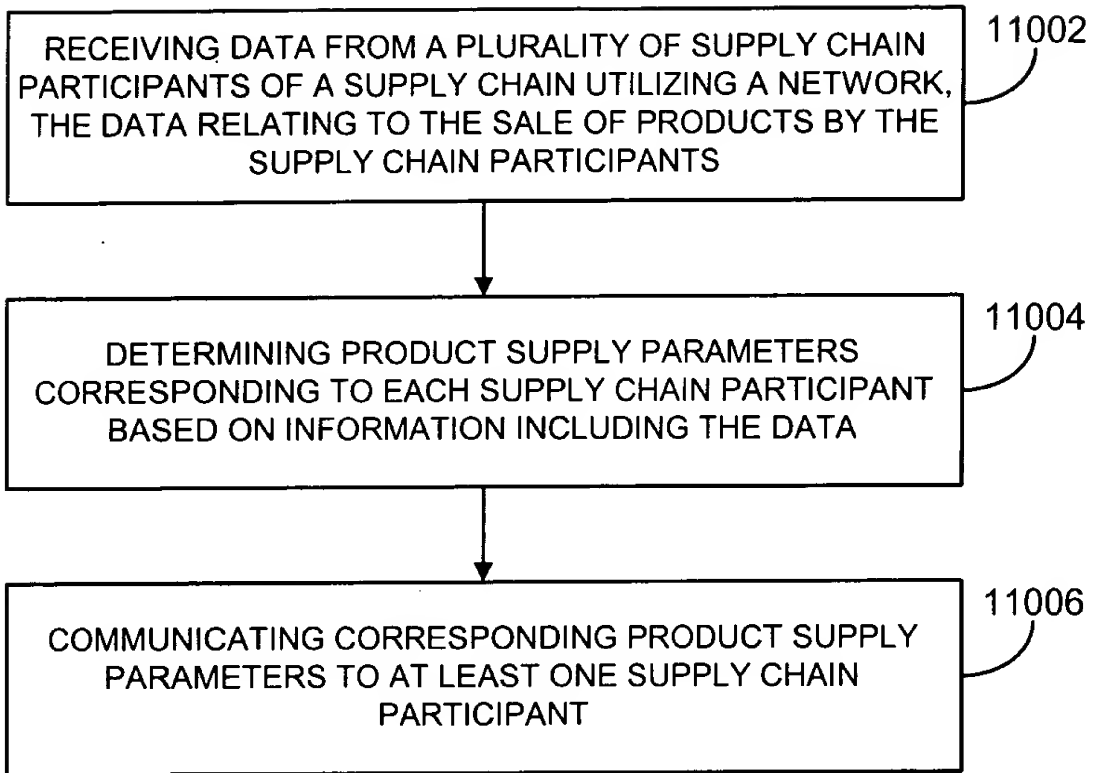 RECEIVING DATA FROM A PLURALITY OF SUPPLY CHAIN
PARTICIPANTS OF A SUPPLY CHAIN UTILIZING A NETWORK,
THE DATA RELATING TO THE SALE OF PRODUCTS BY THE
SUPPLY CHAIN PARTICIPANTS
11002
DETERMINING PRODUCT SUPPLY PARAMETERS
CORRESPONDING TO EACH SUPPLY CHAIN PARTICIPANT
BASED ON INFORMATION INCLUDING THE DATA
11004
COMMUNICATING CORRESPONDING PRODUCT SUPPLY
PARAMETERS TO AT LEAST ONE SUPPLY CHAIN
PARTICIPANT
11006